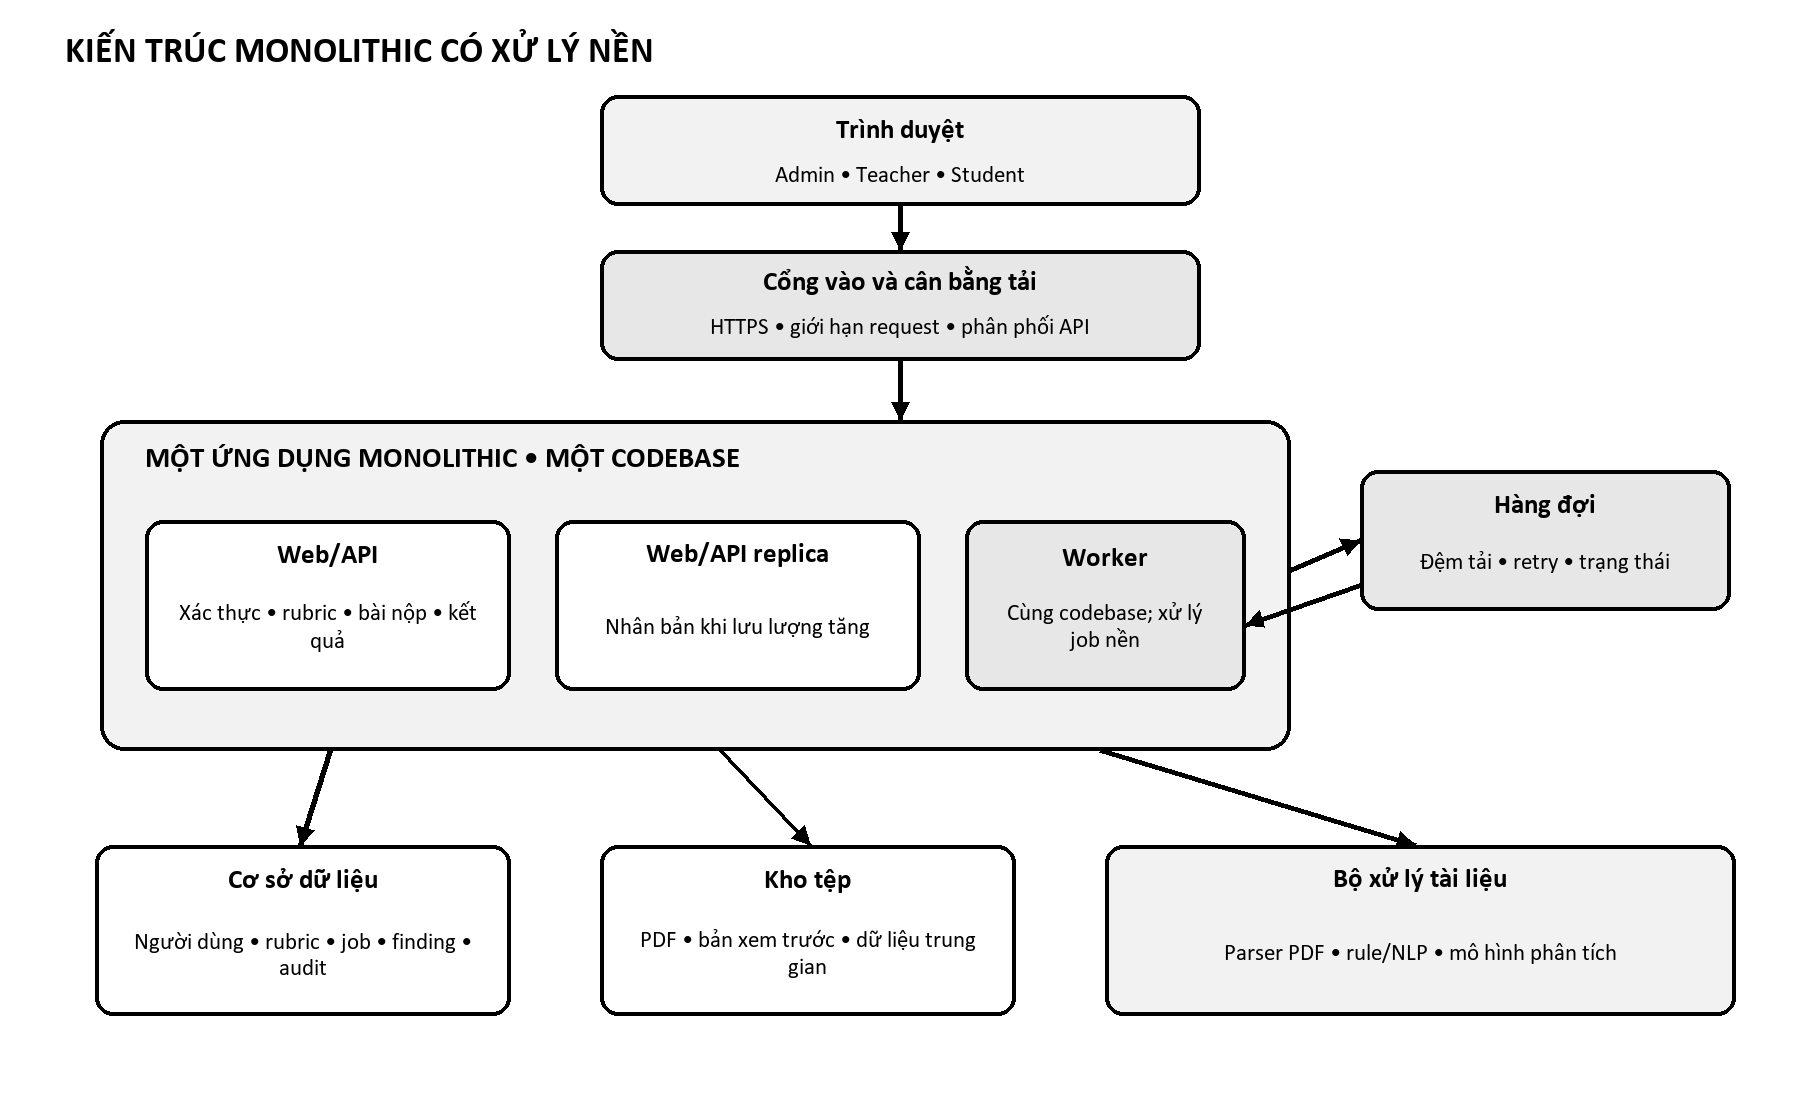 KIẾN TRÚC MONOLITHIC CÓ XỬ LÝ NỀN
Trình duyệt
Admin • Teacher • Student
Cổng vào và cân bằng tải
HTTPS • giới hạn request • phân phối API
MỘT ỨNG DỤNG MONOLITHIC • MỘT CODEBASE
Web/API
Xác thực • rubric • bài nộp • kết
quả
Web/API replica
Nhân bản khi lưu lượng tăng
Worker
Cùng codebase; xử lý
job nền
Hàng đợi
Đệm tải • retry • trạng thái
Cơ sở dữ liệu
Người dùng • rubric • job • finding •
audit
Kho tệp
PDF • bản xem trước • dữ liệu trung
gian
Bộ xử lý tài liệu
Parser PDF • rule/NLP • mô hình phân tích